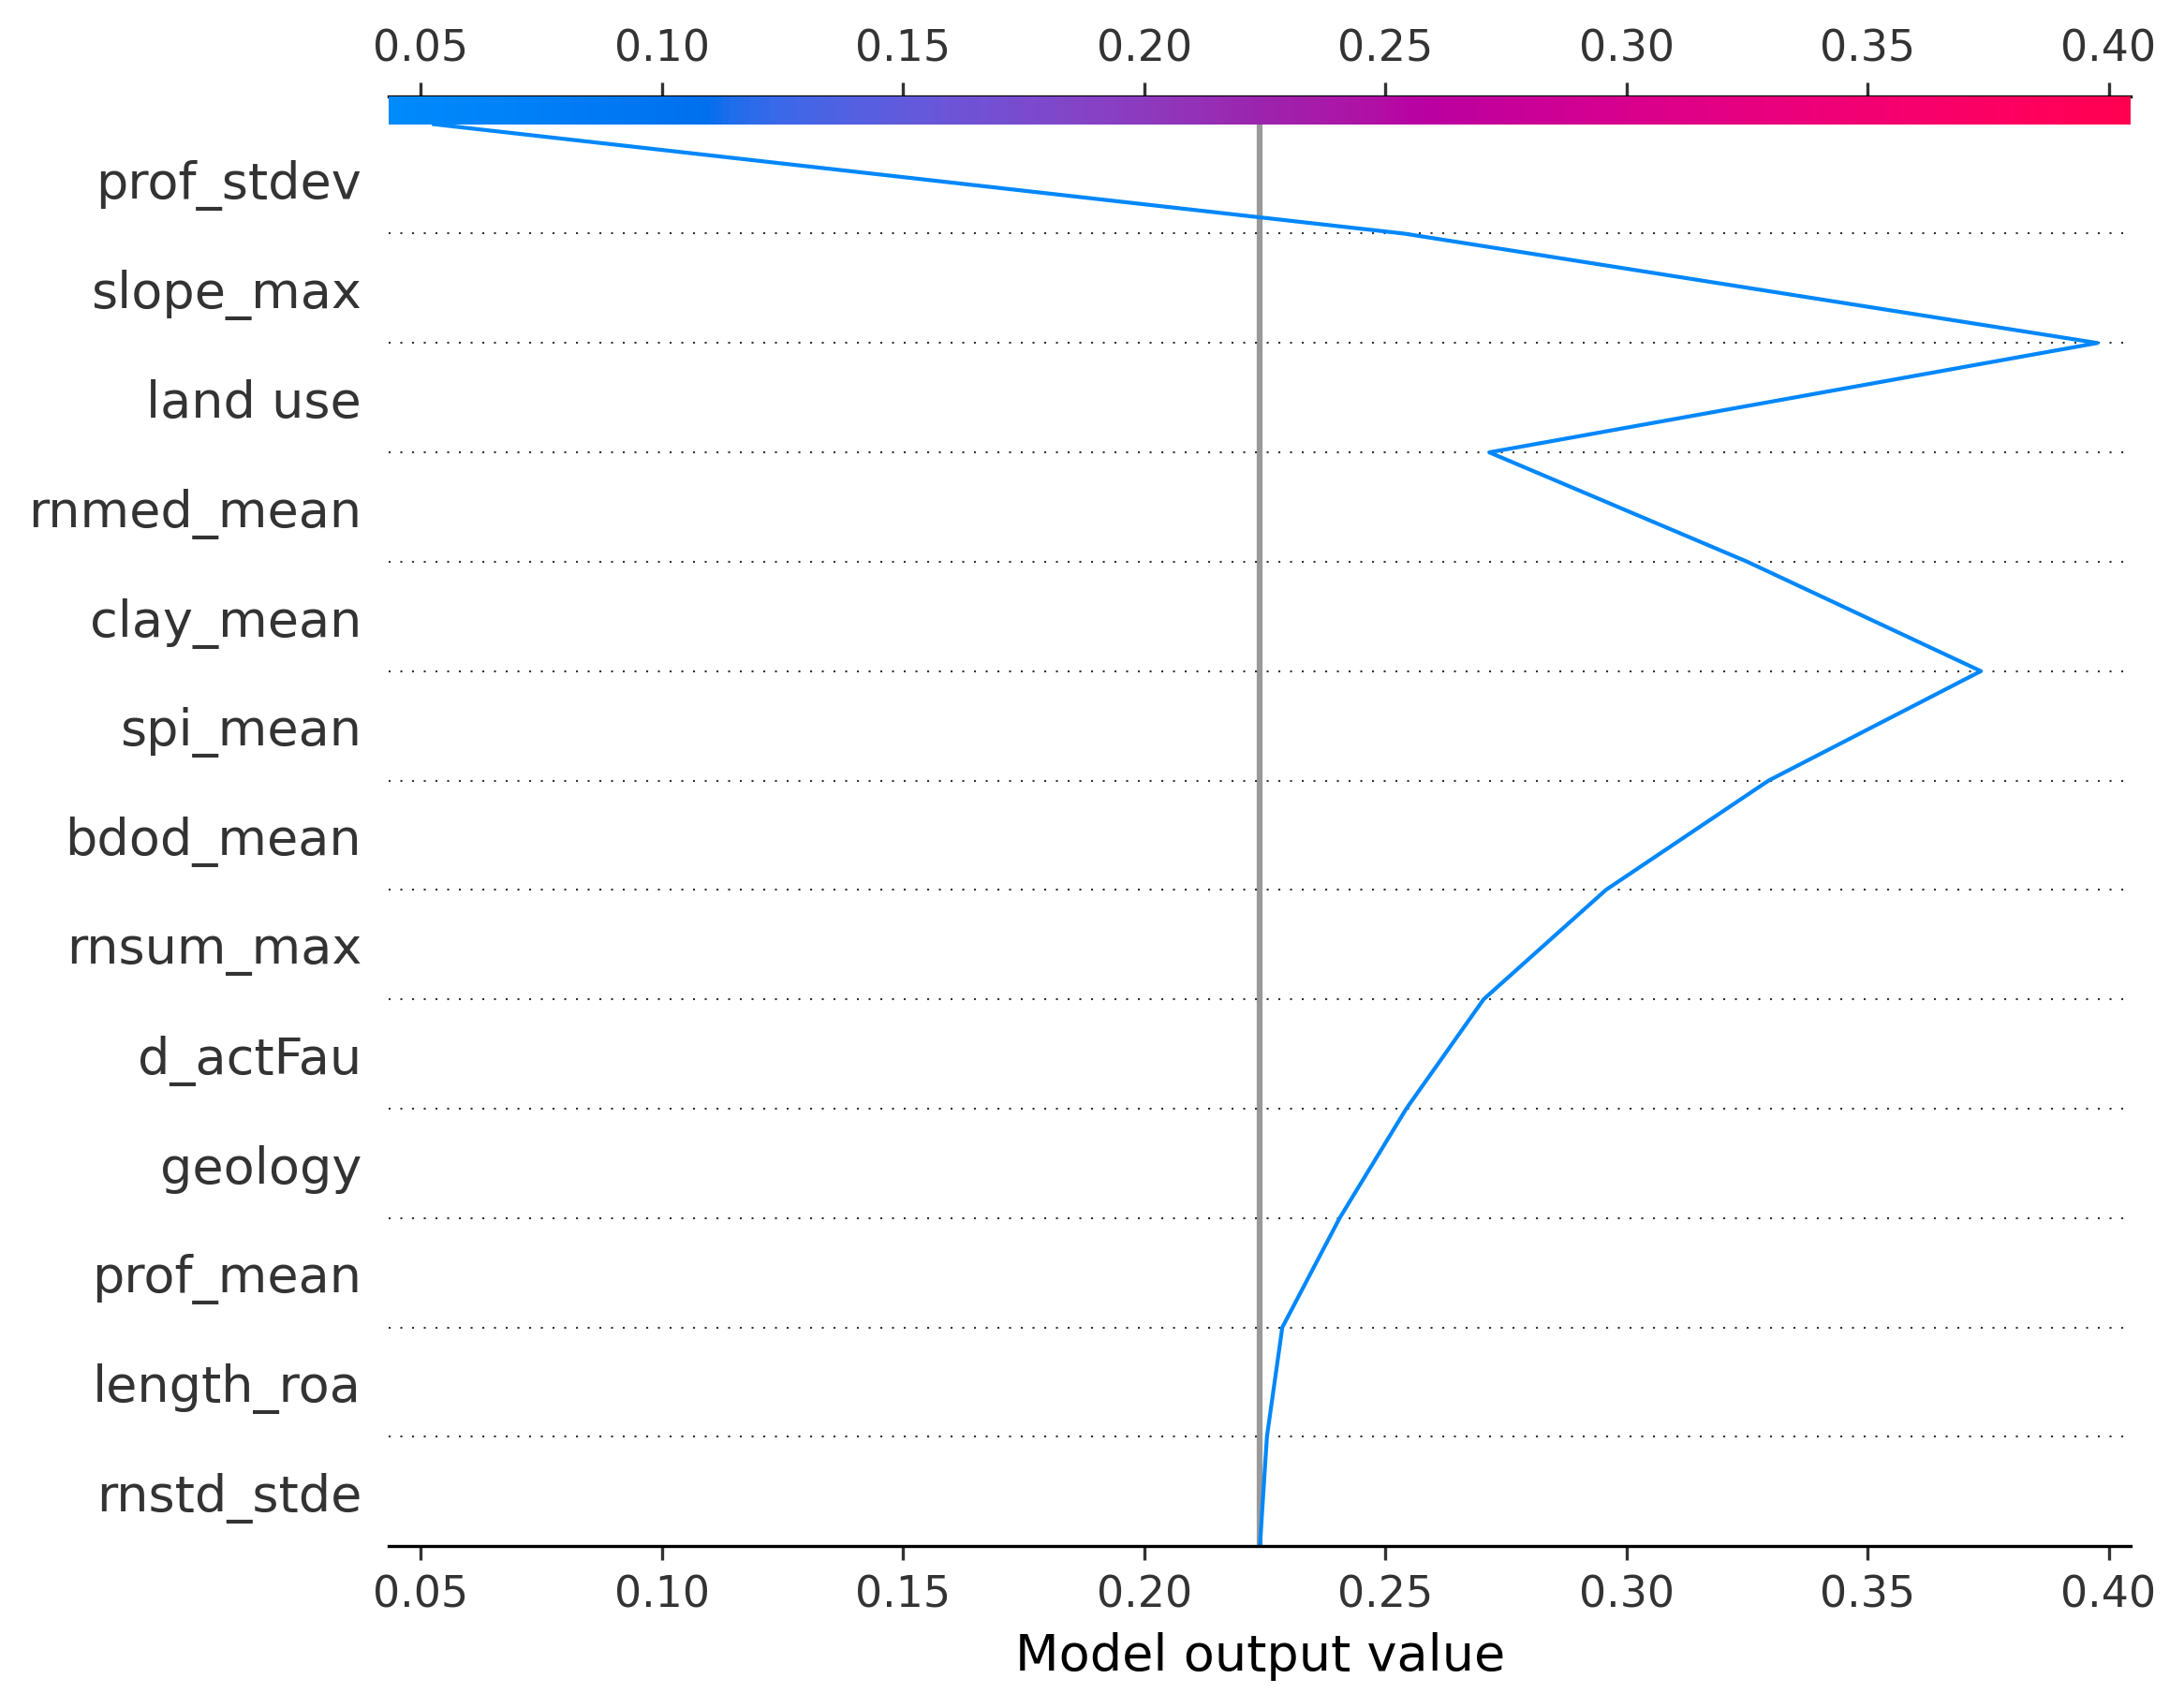 0.05 0.10 0.15 0.20 0.25 0.30 0.35 0.40
prof_stdev
slope_max
land use
rnmed_mean
clay_mean
spi_mean
bdod_mean
rnsum_max
d_actFau
geology
prof_mean
length_roa
rnstd_stde
0.05 0.10 0.15 0.20 0.25 0.30 0.35 0.40
Model output value